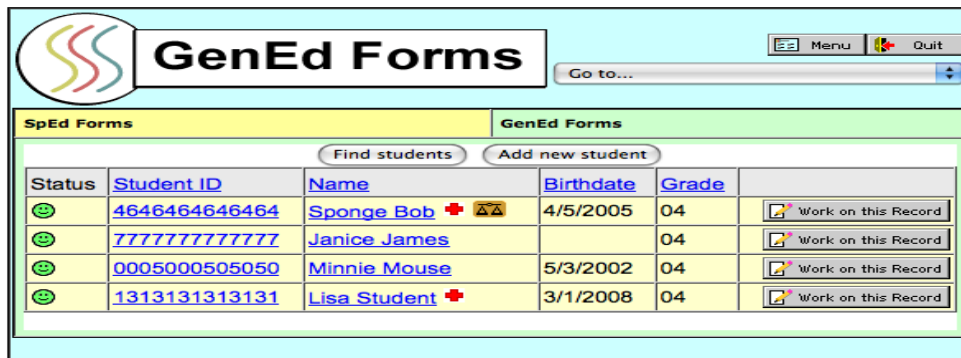 GenEd Forms
Menu Quit
Go to...
SpEd Forms GenEd Forms
Find students Add new student
Status Student ID Name Birthdate Grade
4646464646464 Sponge Bob 4/5/2005 04 Work on this Record
7777777777777 Janice James 04 Work on this Record
0005000505050 Minnie Mouse 5/3/2002 04 Work on this Record
1313131313131 Lisa Student 3/1/2008 04 Work on this Record